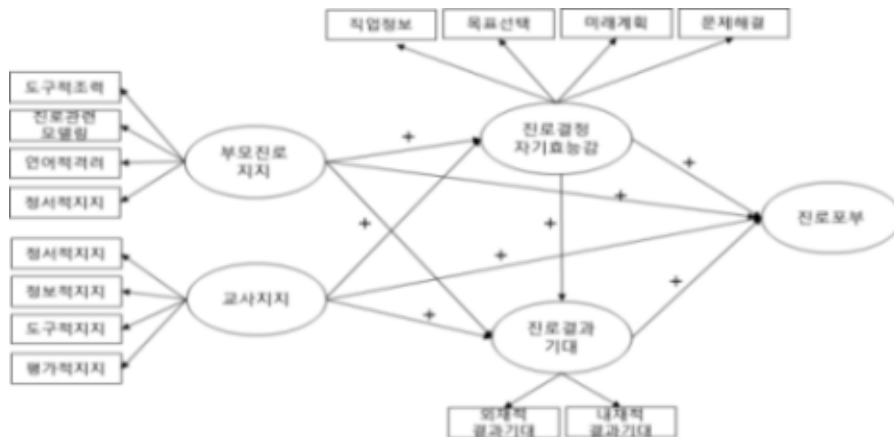 직업정보
목표선택
미래계획
문제해결
도구적조력
진로관련
모델링
언어적격려
정서적지지
부모진로
지지
진로결정
자기효능감
진로포부
정서적지지
정보적지지
도구적지지
평가적지지
교사지지
진로결과
기대
외재적
결과기대
내재적
결과기대
+
+
+
+
+
+
+
+